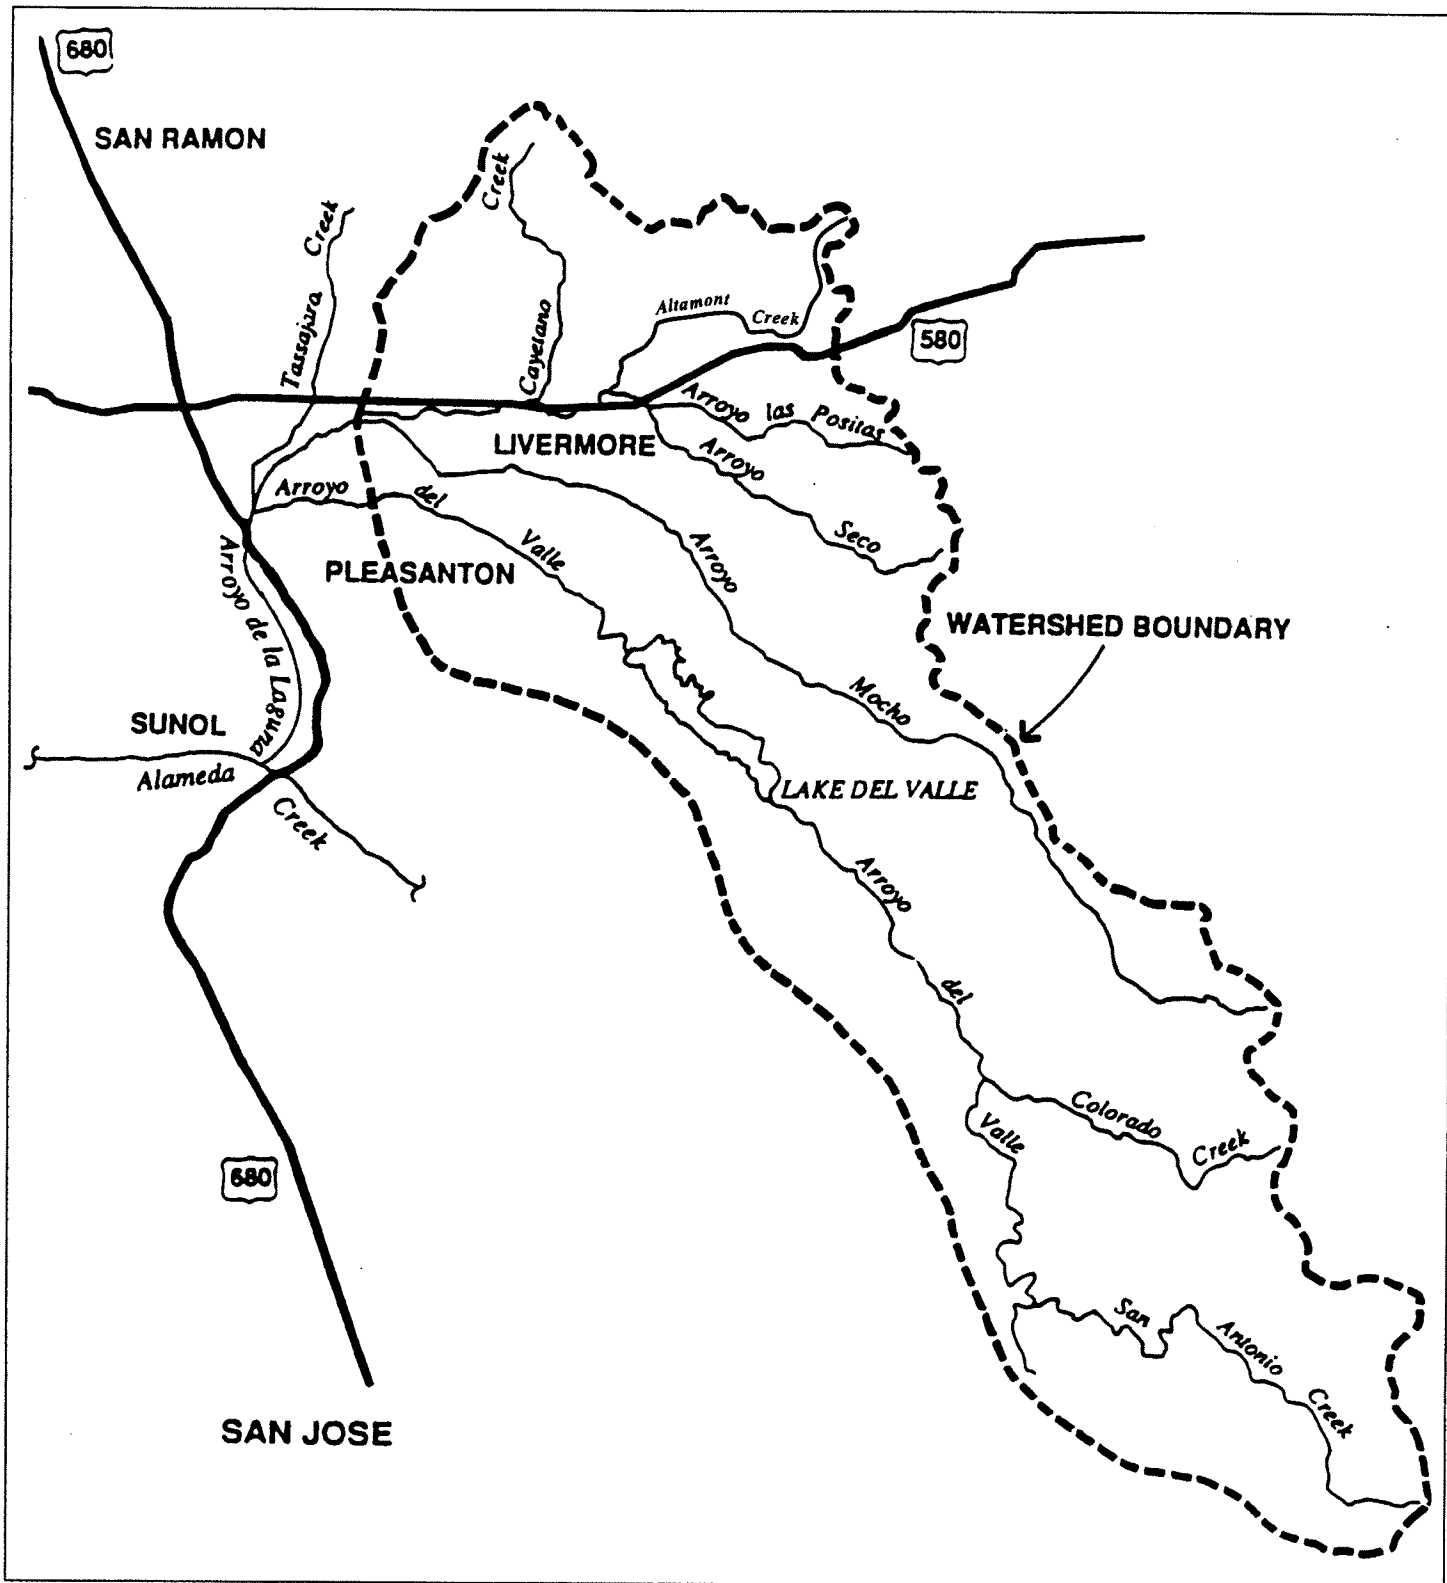 680
SAN RAMON
Creek
Tassajara
Creek
Cayetano
Altamont
Creek
580
Arroyo las Positas
LIVERMORE
Arroyo
Seco
Arroyo
del
Valle
Arroyo
Mocho
PLEASANTON
Arroyo de la Laguna
WATERSHED BOUNDARY
SUNOL
Alameda
Creek
LAKE DEL VALLE
Arroyo
del
Valle
Colorado
Creek
680
San
Antonio
Creek
SAN JOSE